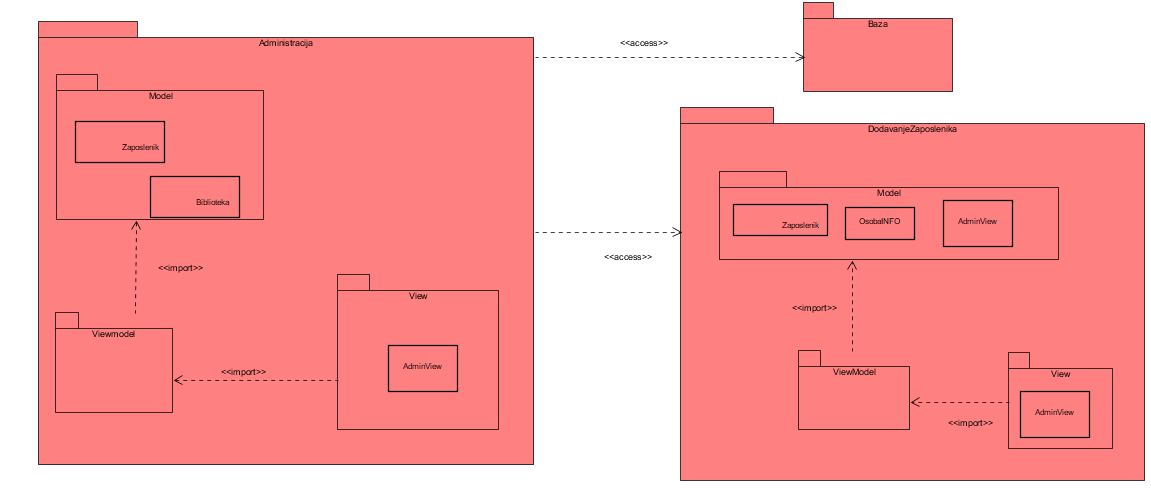 Administracija
Model
Zaposlenik
Biblioteka
<<import>>
Viewmodel
<<import>>
View
AdminView
<<access>>
Baza
<<access>>
DodavanjeZaposlenika
Model
Zaposlenik
OsobaINFO
AdminView
<<import>>
ViewModel
<<import>>
View
AdminView